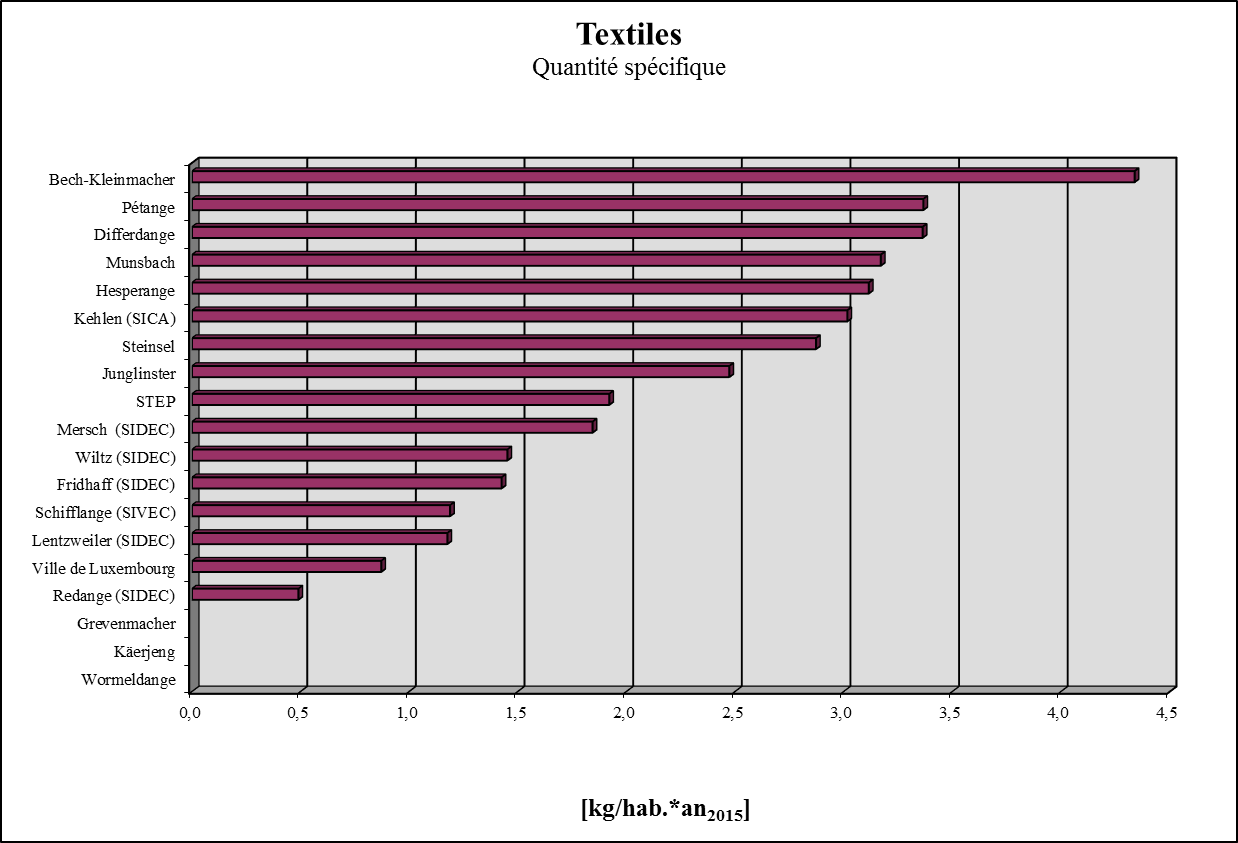 Textiles
Quantité spécifique
Bech-Kleinmacher
Pétange
Differdange
Munsbach
Hesperange
Kehlen (SICA)
Steinsel
Junglinster
STEP
Mersch  (SIDEC)
Wiltz (SIDEC)
Fridhaff (SIDEC)
Schifflange (SIVEC)
Lentzweiler (SIDEC)
Ville de Luxembourg
Redange (SIDEC)
Grevenmacher
Käerjeng
Wormeldange
0,0 0,5 1,0 1,5 2,0 2,5 3,0 3,5 4,0 4,5
[kg/hab.*an2015]